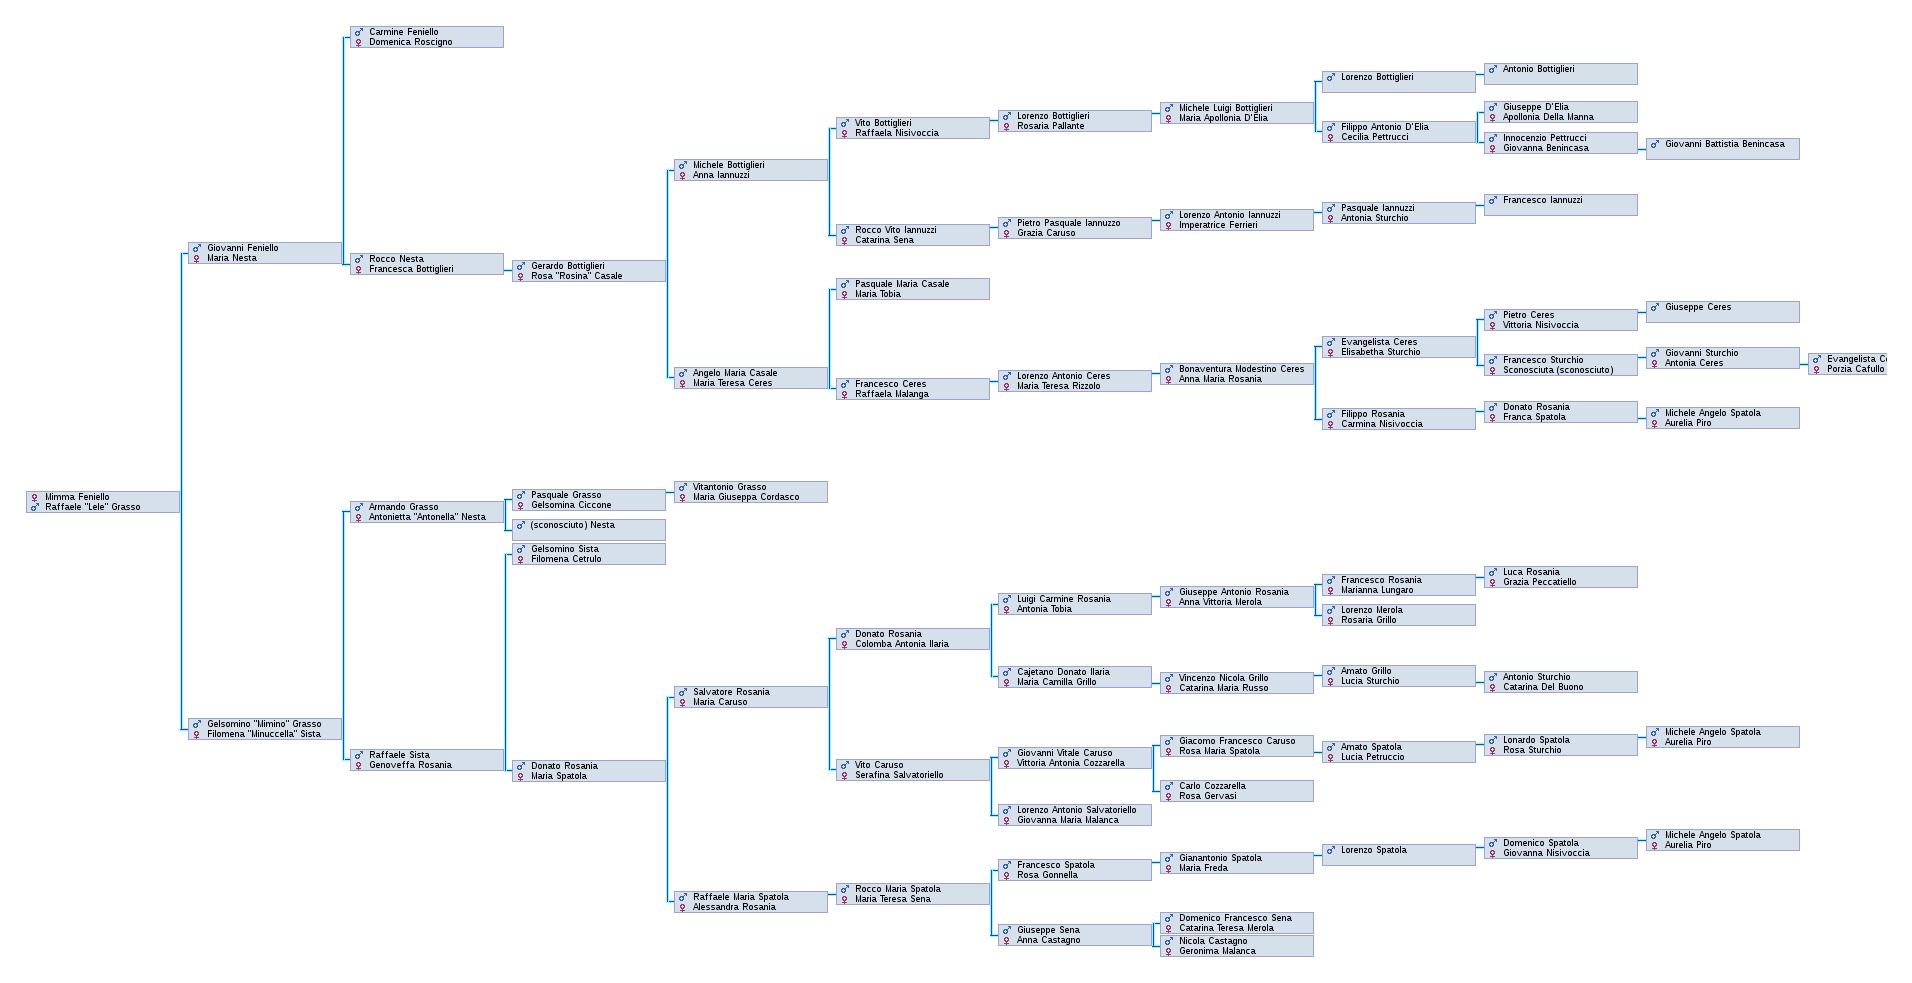 Mimma Feniello
Raffaele "Lele" Grasso
Giovanni Feniello
Maria Nesta
Gelsomino "Mimino" Grasso
Filomena "Minuccella" Sista
Carmine Feniello
Domenica Roscigno
Rocco Nesta
Francesca Bottiglieri
Armando Grasso
Antonietta "Antonella" Nesta
Raffaele Sista
Genoveffa Rosania
Gerardo Bottiglieri
Rosa "Rosina" Casale
Pasquale Grasso
Gelsomina Ciccone
(sconosciuto) Nesta
Gelsomino Sista
Filomena Cetrulo
Donato Rosania
Maria Spatola
Michele Bottiglieri
Anna Iannuzzi
Angelo Maria Casale
Maria Teresa Ceres
Vitantonio Grasso
Maria Giuseppa Cordasco
Salvatore Rosania
Maria Caruso
Raffaele Maria Spatola
Alessandra Rosania
Vito Bottiglieri
Raffaela Nisivoccia
Rocco Vito Iannuzzi
Catarina Sena
Pasquale Maria Casale
Maria Tobia
Francesco Ceres
Raffaela Malanga
Donato Rosania
Colomba Antonia Ilaria
Vito Caruso
Serafina Salvatoriello
Rocco Maria Spatola
Maria Teresa Sena
Lorenzo Bottiglieri
Rosaria Pallante
Pietro Pasquale Iannuzzo
Grazia Caruso
Lorenzo Antonio Ceres
Maria Teresa Rizzolo
Luigi Carmine Rosania
Antonia Tobia
Cajetano Donato Ilaria
Maria Camilla Grillo
Giovanni Vitale Caruso
Vittoria Antonia Cozzarella
Lorenzo Antonio Salvatoriello
Giovanna Maria Malanca
Francesco Spatola
Rosa Gonnella
Giuseppe Sena
Anna Castagno
Michele Luigi Bottiglieri
Maria Apollonia D'Elia
Lorenzo Antonio Iannuzzi
Imperatrice Ferrieri
Bonaventura Modestino Ceres
Anna Maria Rosania
Giuseppe Antonio Rosania
Anna Vittoria Merola
Vincenzo Nicola Grillo
Catarina Maria Russo
Giacomo Francesco Caruso
Rosa Maria Spatola
Carlo Cozzarella
Rosa Gervasi
Gianantonio Spatola
Maria Freda
Domenico Francesco Sena
Catarina Teresa Merola
Nicola Castagno
Geronima Malanca
Lorenzo Bottiglieri
Filippo Antonio D'Elia
Cecilia Pettrucci
Pasquale Iannuzzi
Antonia Sturchio
Evangelista Ceres
Elisabetha Sturchio
Filippo Rosania
Carmina Nisivoccia
Francesco Rosania
Marianna Lungaro
Lorenzo Merola
Rosaria Grillo
Amato Grillo
Lucia Sturchio
Amato Spatola
Lucia Petruccio
Lorenzo Spatola
Antonio Bottiglieri
Giuseppe D'Elia
Apollonia Della Manna
Innocenzio Pettrucci
Giovanna Benincasa
Francesco Iannuzzi
Pietro Ceres
Vittoria Nisivoccia
Francesco Sturchio
Sconosciuta (sconosciuto)
Donato Rosania
Franca Spatola
Luca Rosania
Grazia Peccatiello
Antonio Sturchio
Catarina Del Buono
Lonardo Spatola
Rosa Sturchio
Domenico Spatola
Giovanna Nisivoccia
Giovanni Battistia Benincasa
Giuseppe Ceres
Giovanni Sturchio
Antonia Ceres
Michele Angelo Spatola
Aurelia Piro
Michele Angelo Spatola
Aurelia Piro
Michele Angelo Spatola
Aurelia Piro
Evangelista
Porzia Cafullo